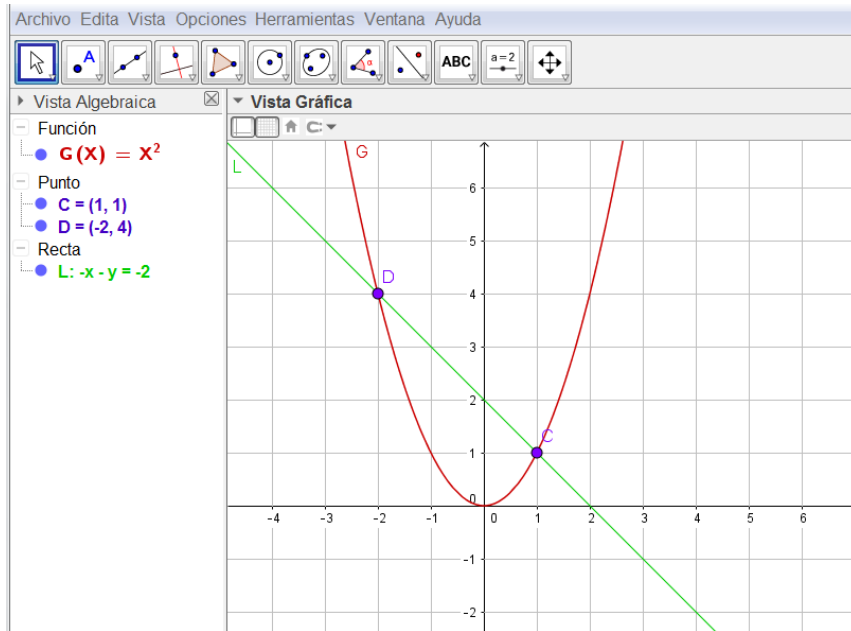 Archivo Edita Vista Opciones Herramientas Ventana Ayuda
A
α
ABC
a=2
Vista Algebraica
Vista Gráfica
Función
G(X) = X²
Punto
C = (1, 1)
D = (-2, 4)
Recta
L: -x - y = -2
L
G
D
C
6
5
4
3
2
1
0
-1
-2
-4 -3 -2 -1 0 1 2 3 4 5 6